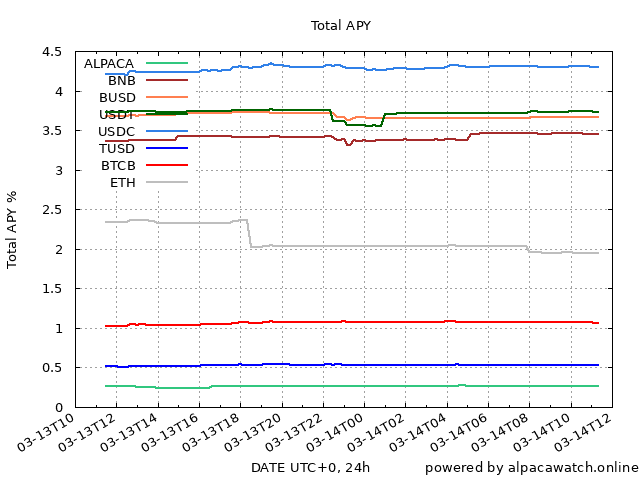 Total APY
Total APY %
4.5
4
3.5
3
2.5
2
1.5
1
0.5
0
ALPACA
BNB
BUSD
USDT
USDC
TUSD
BTCB
ETH
03-13T10
03-13T12
03-13T14
03-13T16
03-13T18
03-13T20
03-13T22
03-14T00
03-14T02
03-14T04
03-14T06
03-14T08
03-14T10
03-14T12
DATE UTC+0, 24h
powered by alpacawatch.online